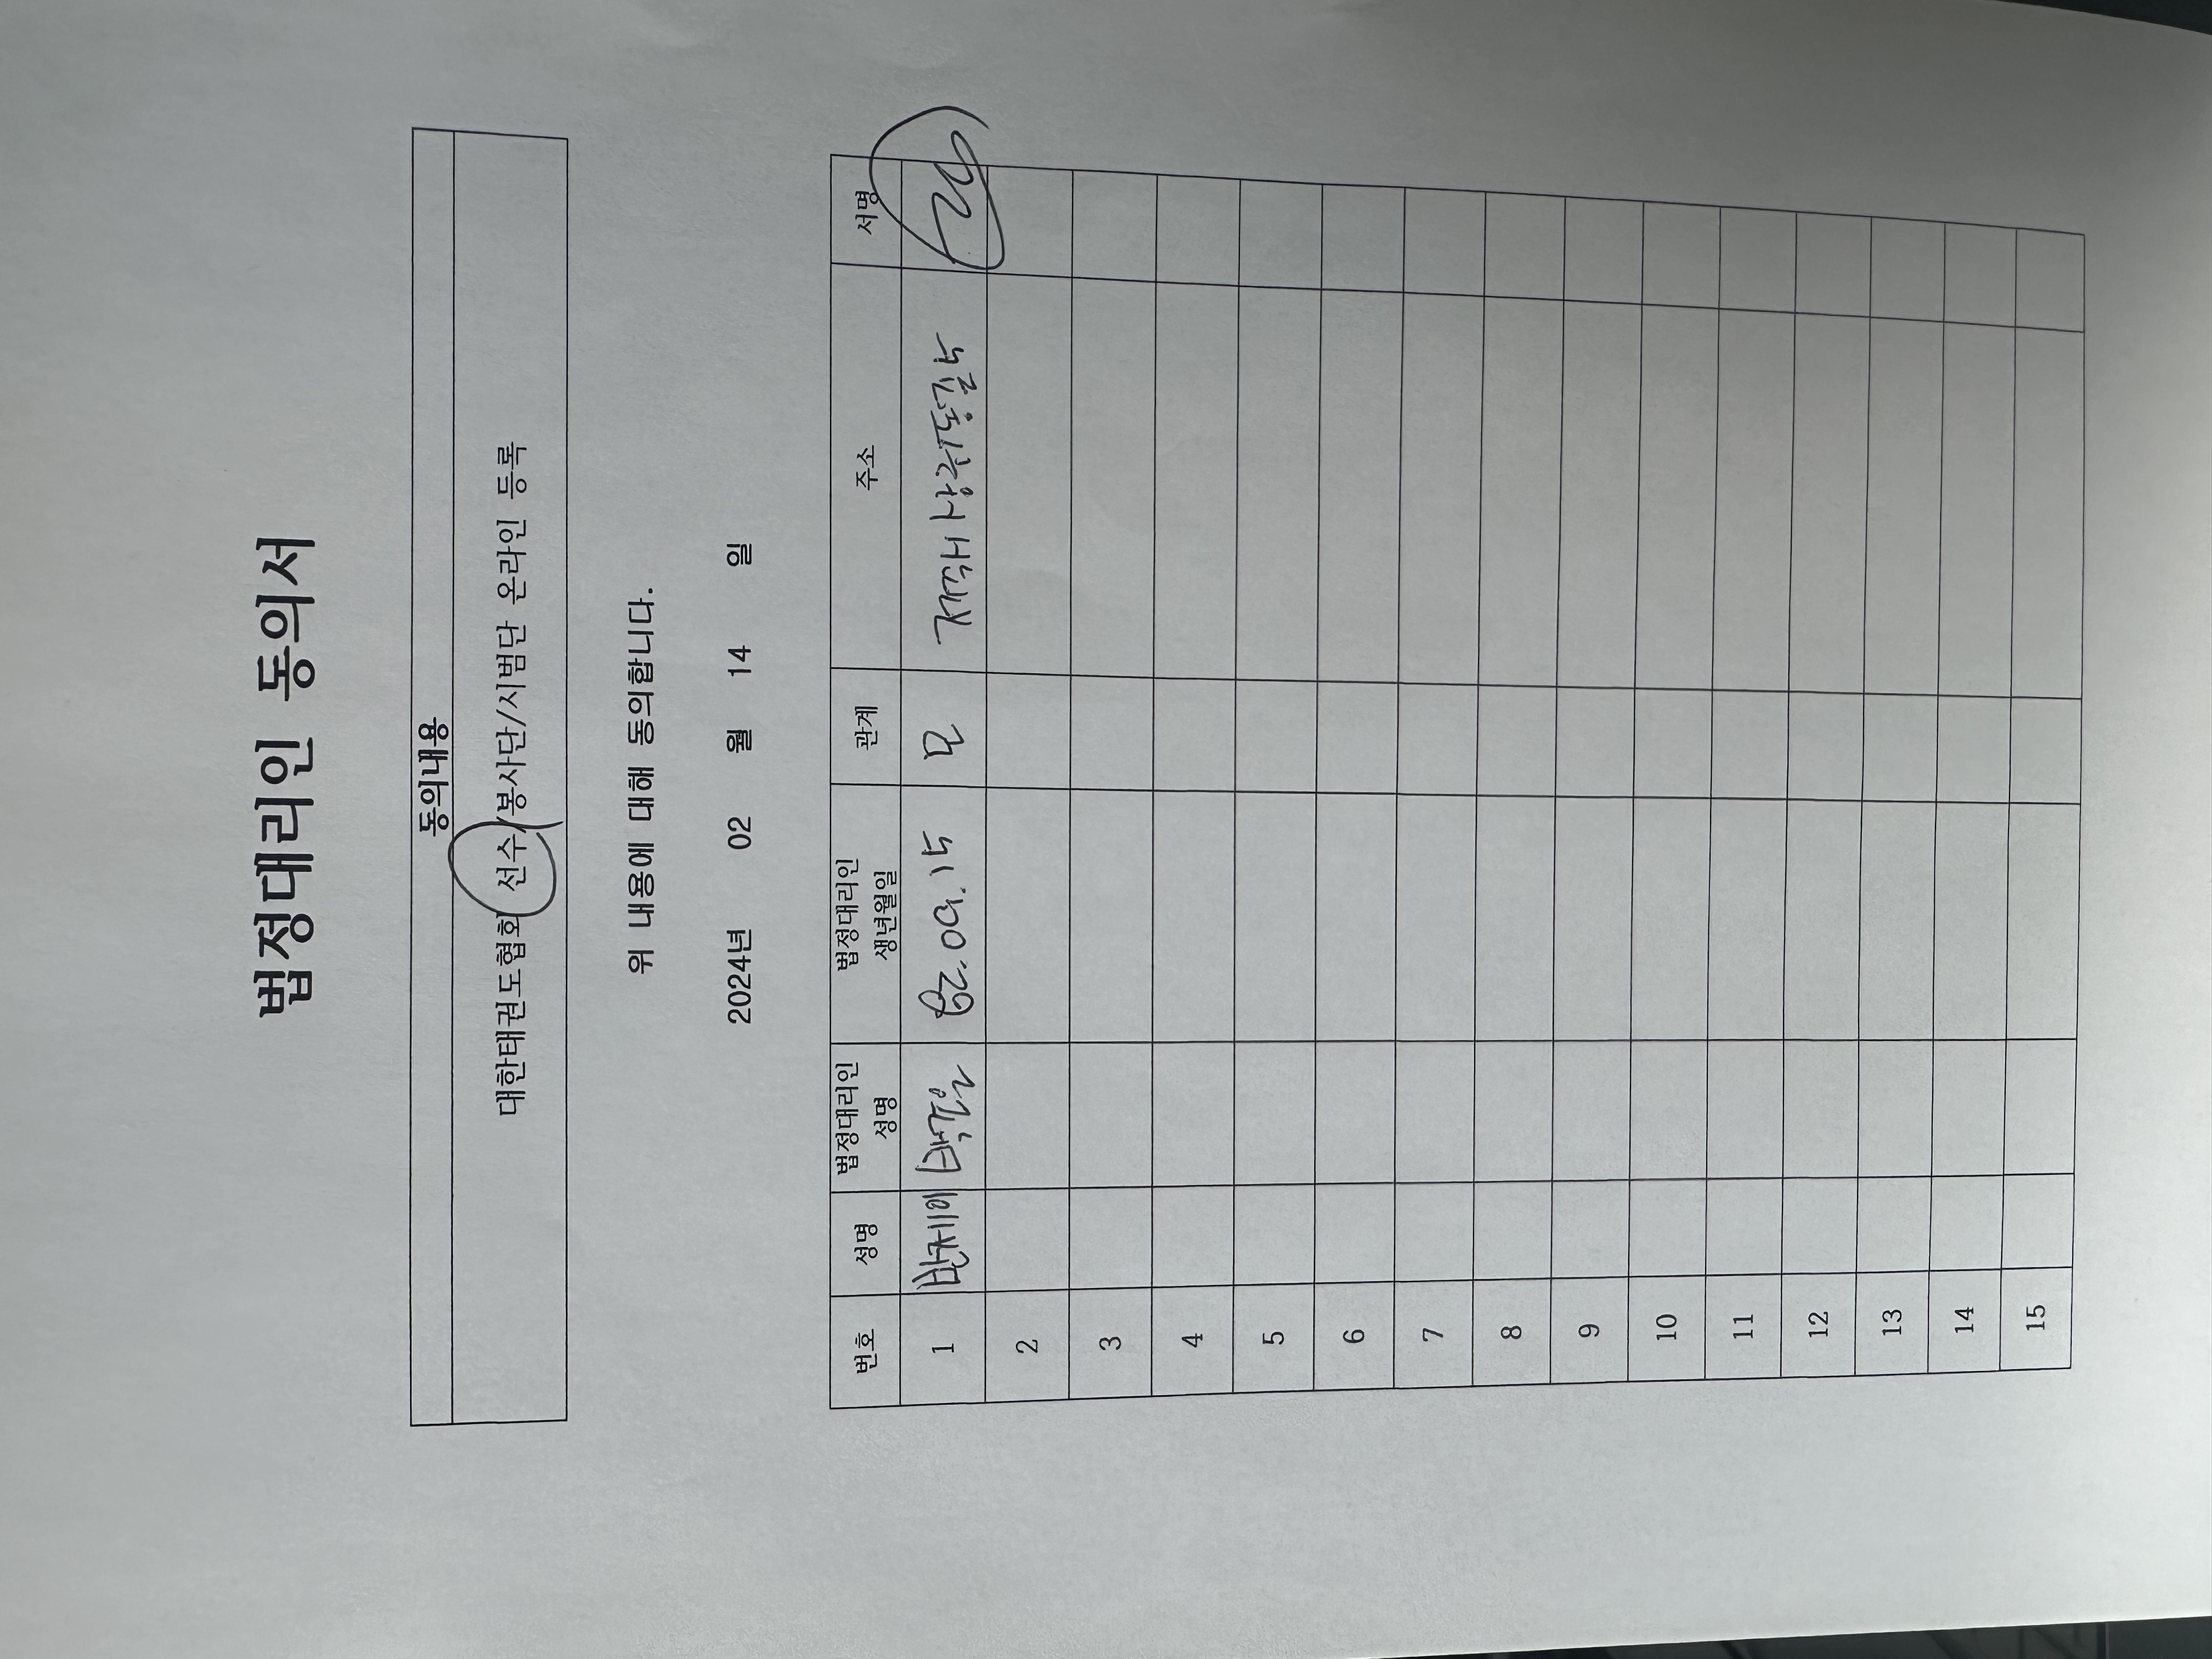 법정대리인 동의서
동의내용
대한태권도협회 선수/봉사단/시범단 온라인 등록
위 내용에 대해 동의합니다.
2024년 02 월 14 일
번호 성명 법정대리인 성명 법정대리인 생년월일 관계 주소 서명
1 82.09.15 모
2
3
4
5
6
7
8
9
10
11
12
13
14
15